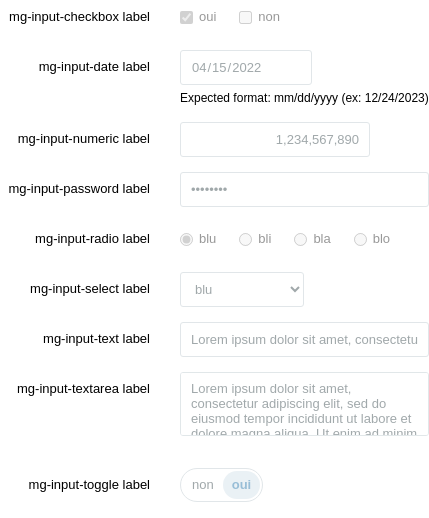 mg-input-checkbox label oui non
mg-input-date label 04/15/2022
Expected format: mm/dd/yyyy (ex: 12/24/2023)
mg-input-numeric label 1,234,567,890
mg-input-password label ••••••••
mg-input-radio label blu bli bla blo
mg-input-select label blu
mg-input-text label Lorem ipsum dolor sit amet, consectetu
mg-input-textarea label Lorem ipsum dolor sit amet,
consectetur adipiscing elit, sed do
eiusmod tempor incididunt ut labore et
dolore magna aliqua. Ut enim ad minim
mg-input-toggle label non oui